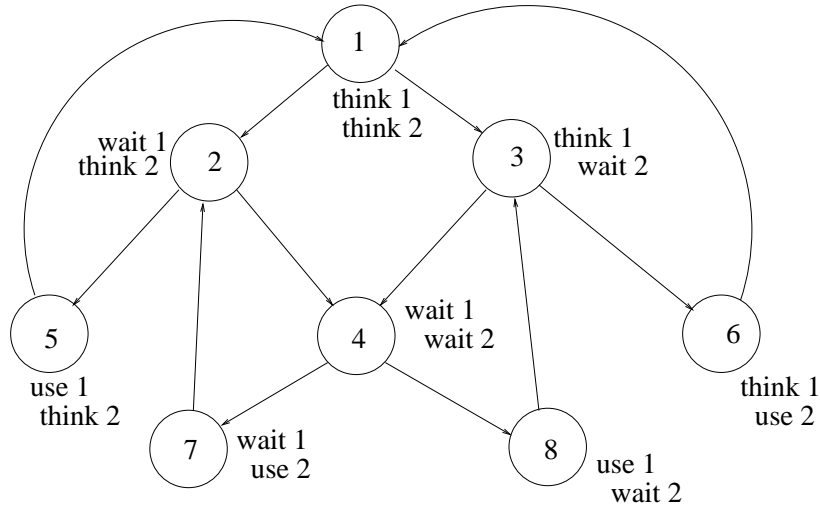 1
think 1
think 2
2
wait 1
think 2
3
think 1
wait 2
5
use 1
think 2
4
wait 1
wait 2
6
think 1
use 2
7
wait 1
use 2
8
use 1
wait 2